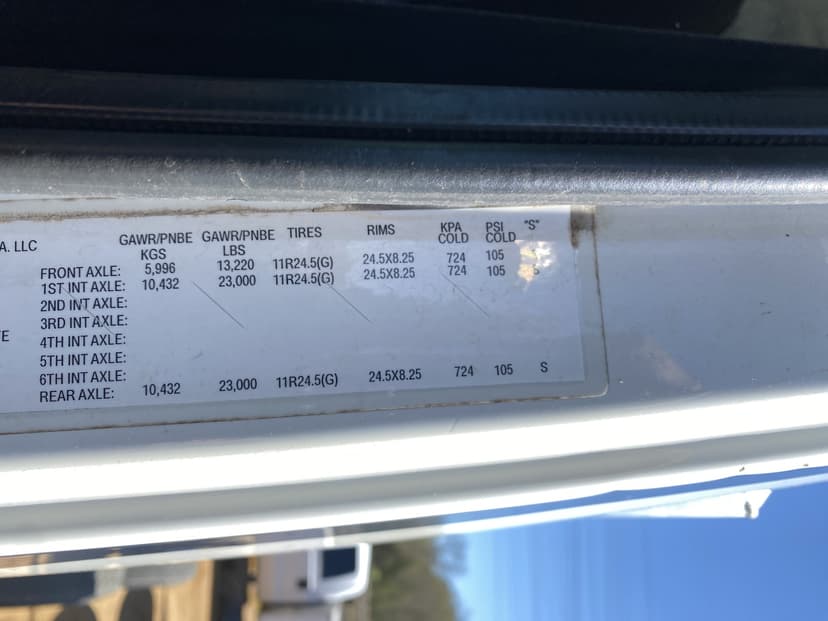 A. LLC
GAWR/PNBE GAWR/PNBE TIRES RIMS KPA PSI "S"
KGS LBS COLD COLD
FRONT AXLE: 5,996 13,220 11R24.5(G) 24.5X8.25 724 105
1ST INT AXLE: 10,432 23,000 11R24.5(G) 24.5X8.25 724 105 S
2ND INT AXLE:
3RD INT AXLE:
4TH INT AXLE:
5TH INT AXLE:
6TH INT AXLE:
REAR AXLE: 10,432 23,000 11R24.5(G) 24.5X8.25 724 105 S